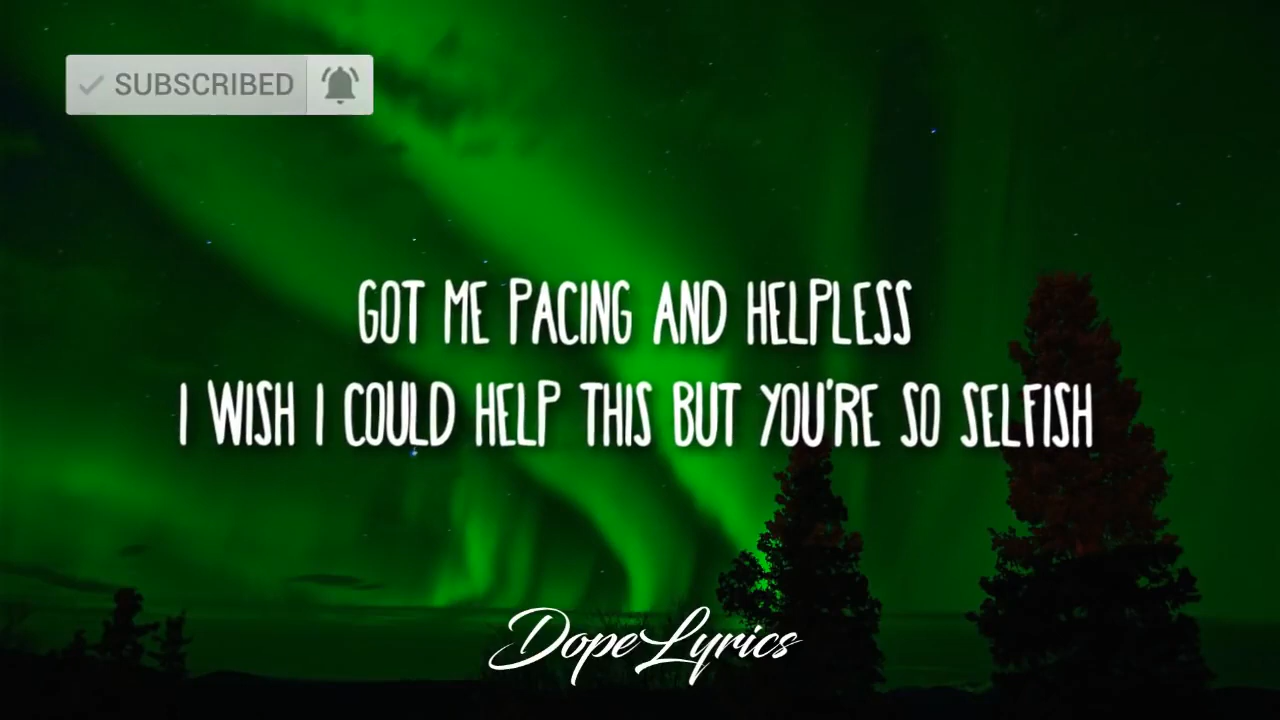 SUBSCRIBED
GOT ME PACING AND HELPLESS
I WISH I COULD HELP THIS BUT YOU'RE SO SELFISH
DopeLyrics